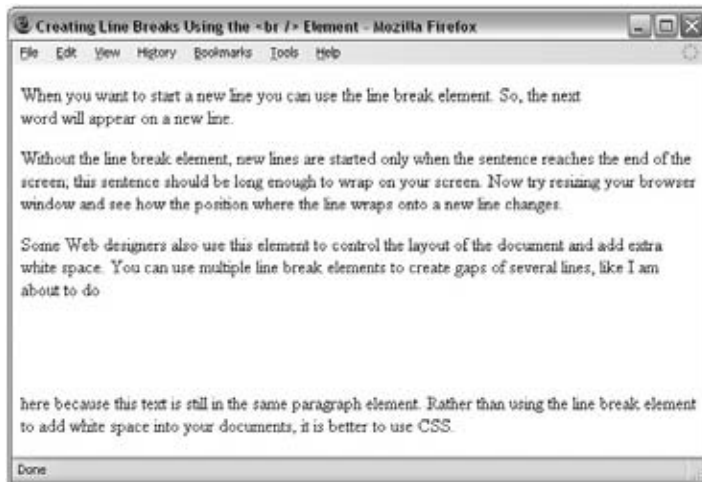 Creating Line Breaks Using the <br /> Element - Mozilla Firefox
File Edit View History Bookmarks Tools Help
When you want to start a new line you can use the line break element. So, the next
word will appear on a new line.
Without the line break element, new lines are started only when the sentence reaches the end of the
screen; this sentence should be long enough to wrap on your screen. Now try resizing your browser
window and see how the position where the line wraps onto a new line changes.
Some Web designers also use this element to control the layout of the document and add extra
white space. You can use multiple line break elements to create gaps of several lines, like I am
about to do
here because this text is still in the same paragraph element. Rather than using the line break element
to add white space into your documents, it is better to use CSS.
Done